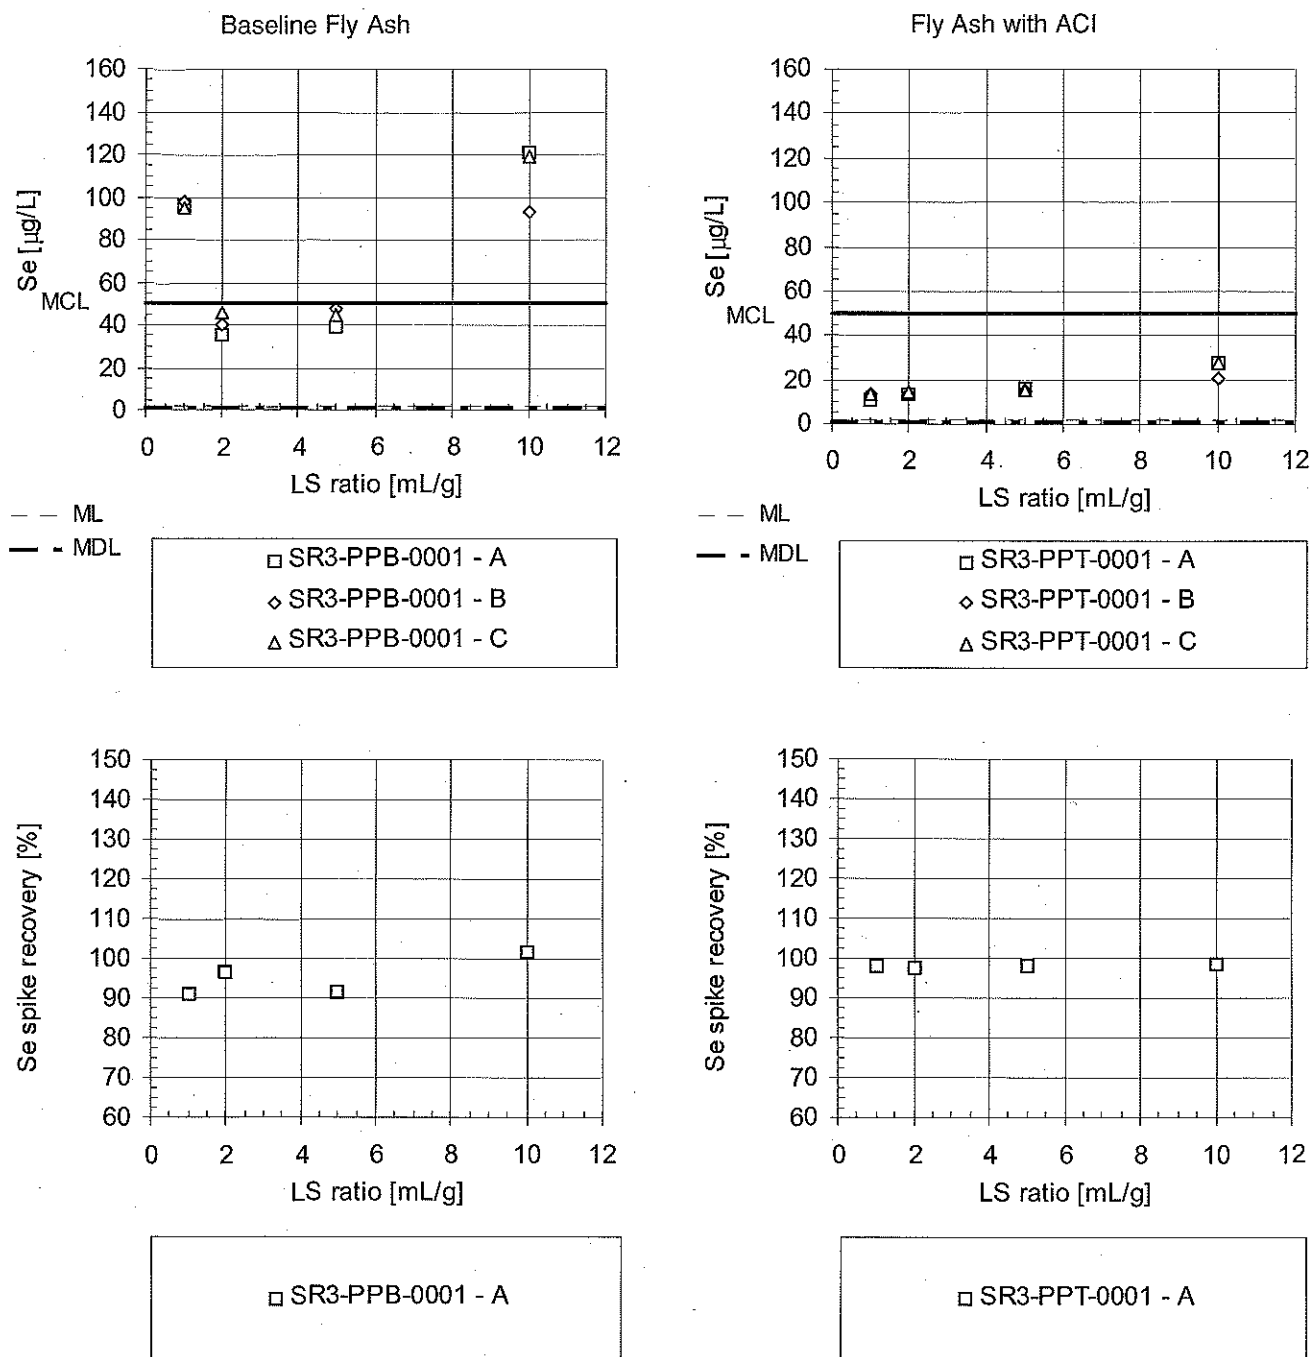 Baseline Fly Ash
160
140
120
100
80
60
MCL
40
20
0
0 2 4 6 8 10 12
Se [µg/L]
LS ratio [mL/g]
ML
MDL
SR3-PPB-0001 - A
SR3-PPB-0001 - B
SR3-PPB-0001 - C
Fly Ash with ACI
160
140
120
100
80
60
MCL
40
20
0
0 2 4 6 8 10 12
Se [µg/L]
LS ratio [mL/g]
ML
MDL
SR3-PPT-0001 - A
SR3-PPT-0001 - B
SR3-PPT-0001 - C
150
140
130
120
110
100
90
80
70
60
0 2 4 6 8 10 12
Se spike recovery [%]
LS ratio [mL/g]
SR3-PPB-0001 - A
150
140
130
120
110
100
90
80
70
60
0 2 4 6 8 10 12
Se spike recovery [%]
LS ratio [mL/g]
SR3-PPT-0001 - A